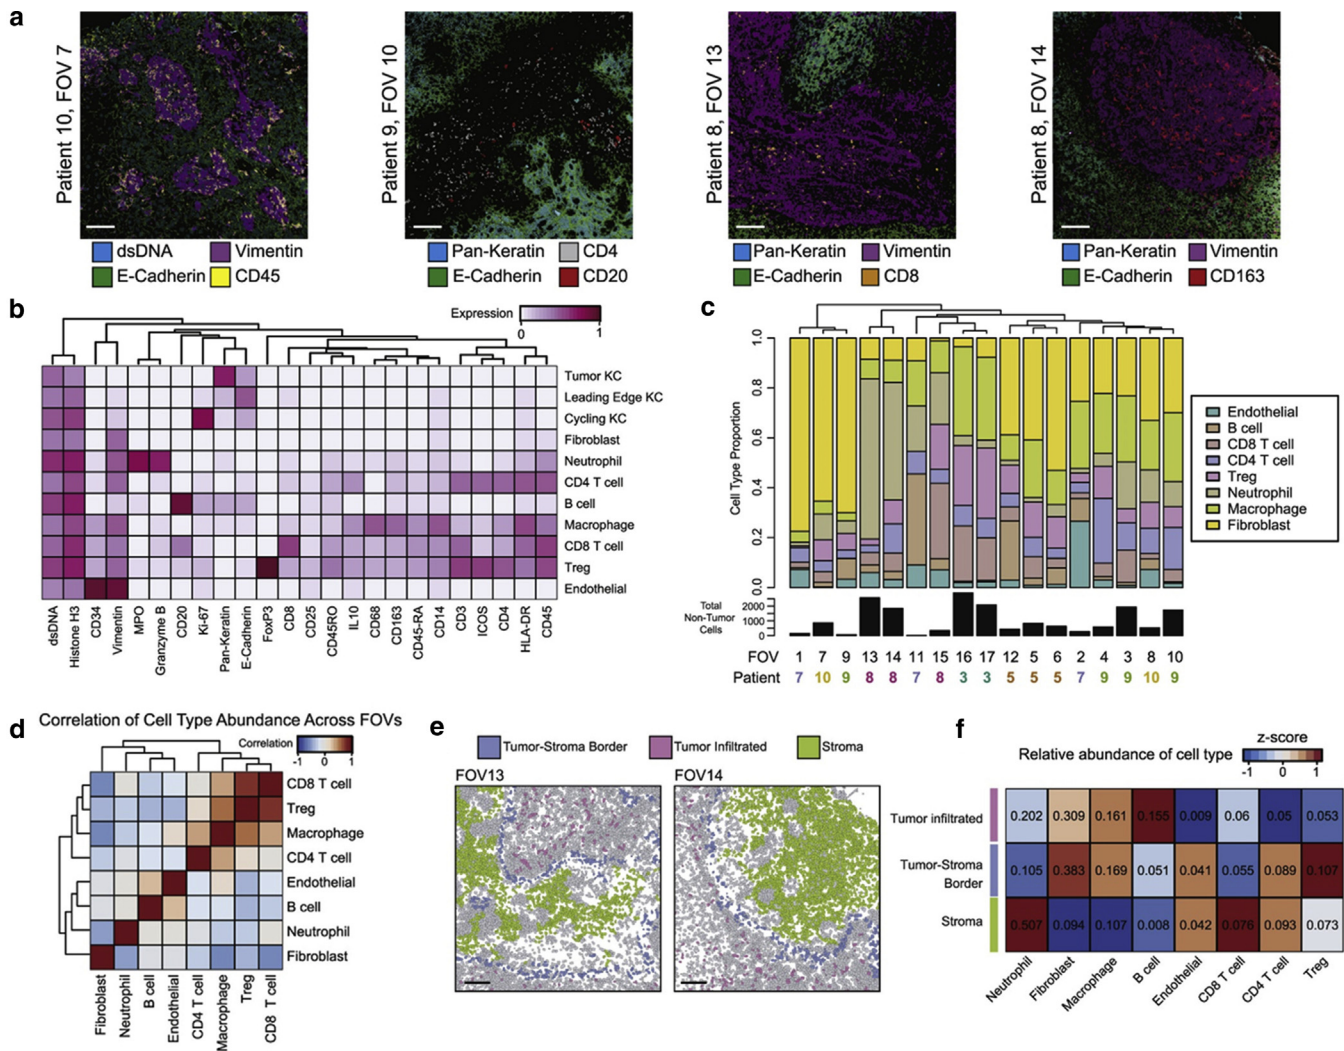 a
Patient 10, FOV 7
Patient 9, FOV 10
Patient 8, FOV 13
Patient 8, FOV 14
dsDNA Vimentin
E-Cadherin CD45
Pan-Keratin CD4
E-Cadherin CD20
Pan-Keratin Vimentin
E-Cadherin CD8
Pan-Keratin Vimentin
E-Cadherin CD163
b
Expression
0 1
Tumor KC
Leading Edge KC
Cycling KC
Fibroblast
Neutrophil
CD4 T cell
B cell
Macrophage
CD8 T cell
Treg
Endothelial
dsDNA
Histone H3
CD34
Vimentin
MPO
Granzyme B
CD20
Ki-67
Pan-Keratin
E-Cadherin
FoxP3
CD8
CD25
CD45RO
IL10
CD68
CD163
CD45-RA
CD14
CD3
ICOS
CD4
HLA-DR
CD45
c
Cell Type Proportion
1.0
0.8
0.6
0.4
0.2
0.0
Endothelial
B cell
CD8 T cell
CD4 T cell
Treg
Neutrophil
Macrophage
Fibroblast
Total
Non-Tumor
Cells
2000
1000
0
FOV 1 7 9 13 14 11 15 16 17 12 5 6 2 4 3 8 10
Patient 7 10 9 8 8 7 8 3 3 5 5 5 7 9 9 10 9
d
Correlation of Cell Type Abundance Across FOVs
Correlation
-1 0 1
CD8 T cell
Treg
Macrophage
CD4 T cell
Endothelial
B cell
Neutrophil
Fibroblast
Fibroblast
Neutrophil
B cell
Endothelial
CD4 T cell
Macrophage
Treg
CD8 T cell
e
Tumor-Stroma Border Tumor Infiltrated Stroma
FOV13
FOV14
f
Relative abundance of cell type
z-score
-1 0 1
Tumor infiltrated 0.202 0.309 0.161 0.155 0.009 0.06 0.05 0.053
Tumor-Stroma
Border
0.105 0.383 0.169 0.051 0.041 0.055 0.089 0.107
Stroma 0.507 0.094 0.107 0.008 0.042 0.076 0.093 0.073
Neutrophil
Fibroblast
Macrophage
B cell
Endothelial
CD8 T cell
CD4 T cell
Treg